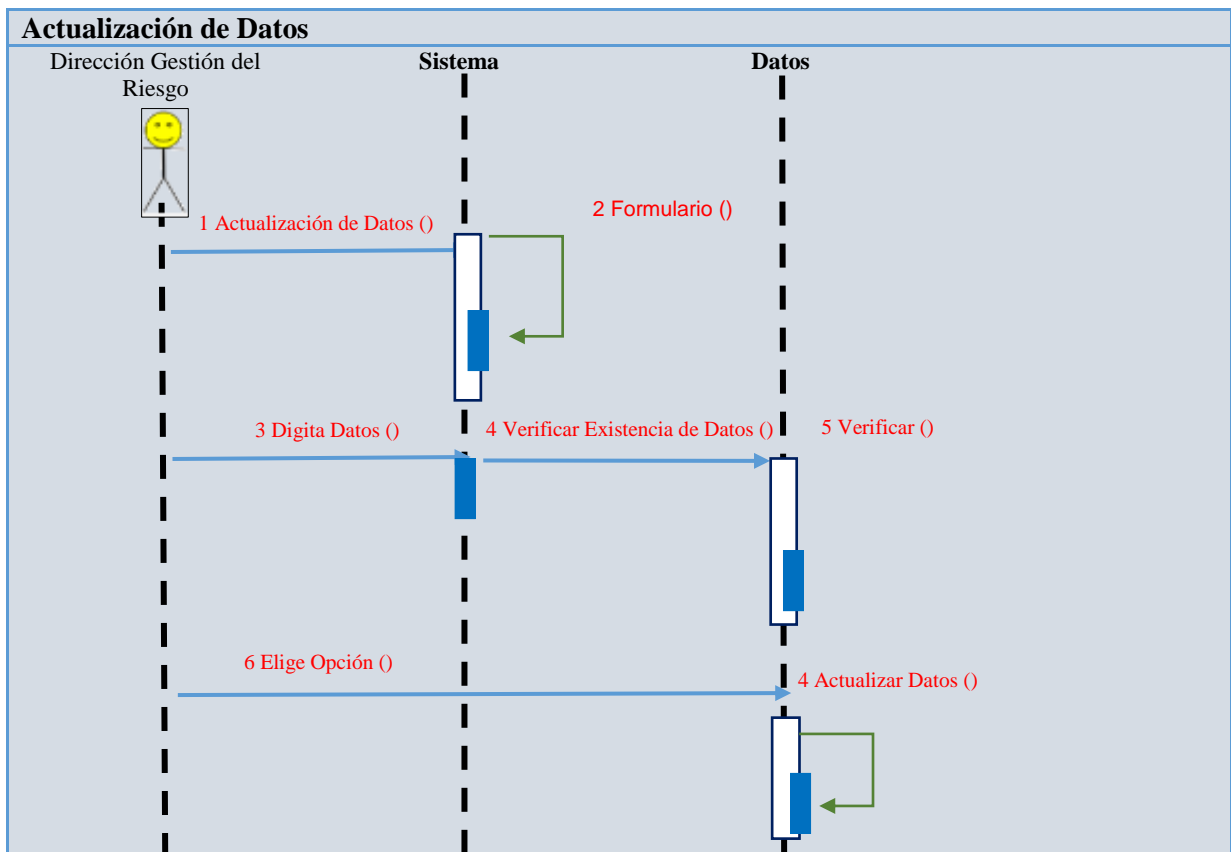 Actualización de Datos
Dirección Gestión del
Riesgo
Sistema
Datos
1 Actualización de Datos ()
2 Formulario ()
3 Digita Datos ()
4 Verificar Existencia de Datos ()
5 Verificar ()
6 Elige Opción ()
4 Actualizar Datos ()